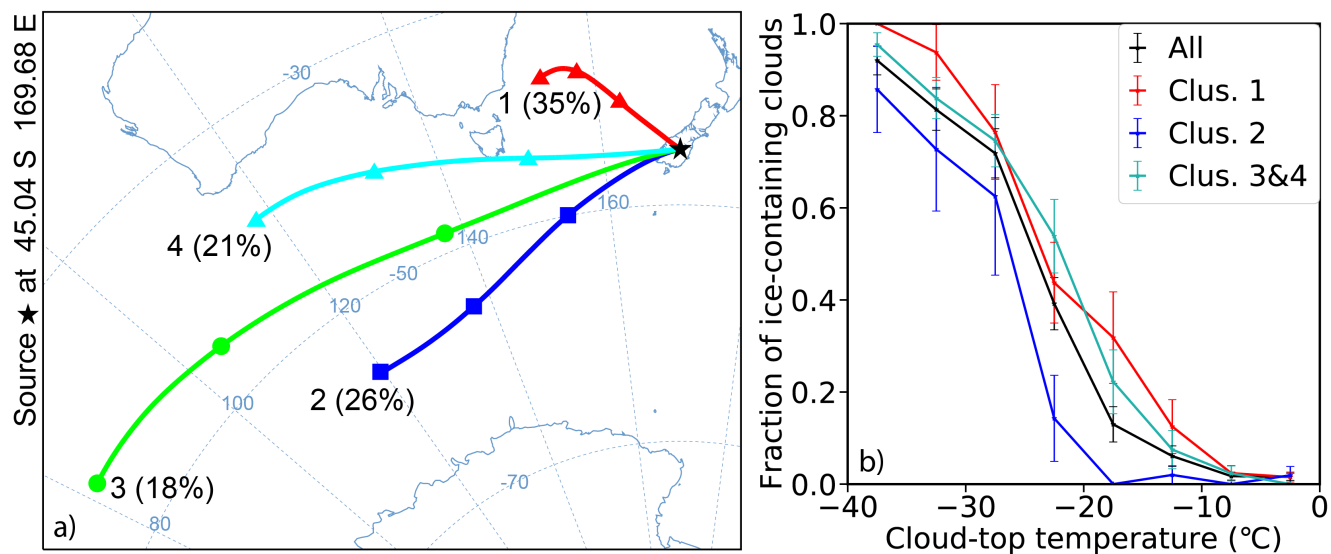 Source ★ at 45.04 S 169.68 E
-30
1 (35%)
4 (21%)
160
140
-50
120
100
2 (26%)
3 (18%)
-70
80
a)
Fraction of ice-containing clouds
1.0
0.8
0.6
0.4
0.2
0.0
All
Clus. 1
Clus. 2
Clus. 3&4
b)
−40
−30
−20
−10
0
Cloud-top temperature (°C)